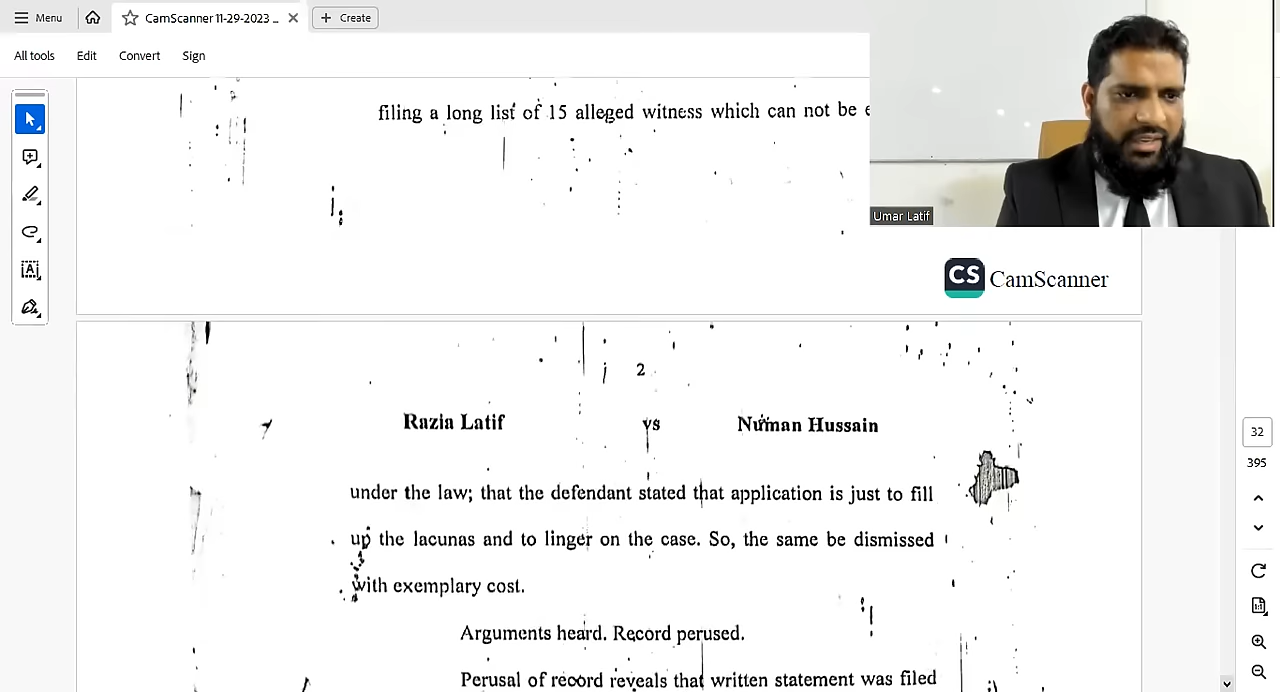 Menu
CamScanner 11-29-2023 ...
Create
All tools
Edit
Convert
Sign
filing a long list of 15 alleged witness which can not be
Umar Latif
CS CamScanner
2
Razia Latif vs Numan Hussain
under the law; that the defendant stated that application is just to fill
up the lacunas and to linger on the case. So, the same be dismissed
with exemplary cost.
Arguments heard. Record perused.
Perusal of record reveals that written statement was filed
32
395